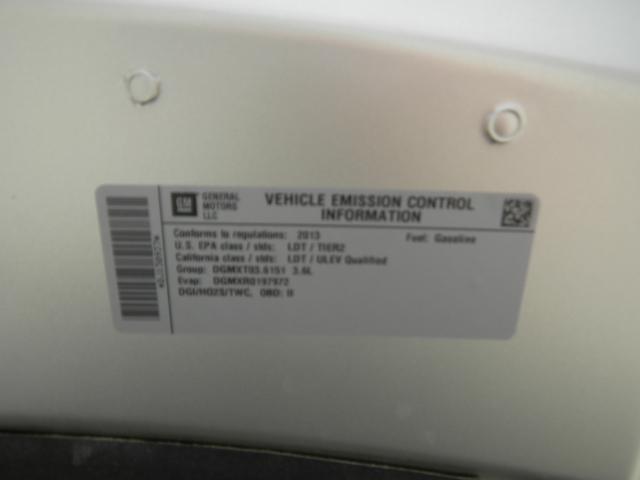 GM
GENERAL
MOTORS
LLC
VEHICLE EMISSION CONTROL
INFORMATION
Conforms to regulations: 2013
Fuel: Gasoline
U.S. EPA class / stds: LDT / TIER2
California class / stds: LDT / ULEV Qualified
Group: DGMXT03.6151 3.6L
Evap: DGMXR0197972
DGI/HO2S/TWC, OBD: II